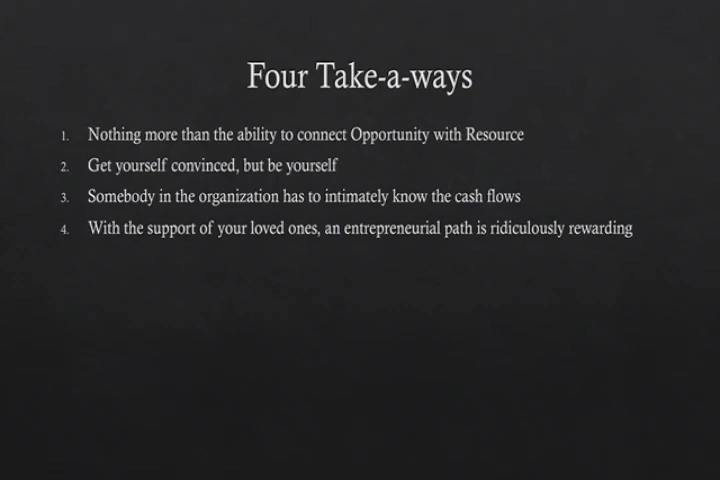 Four Take-a-ways
1. Nothing more than the ability to connect Opportunity with Resource
2. Get yourself convinced, but be yourself
3. Somebody in the organization has to intimately know the cash flows
4. With the support of your loved ones, an entrepreneurial path is ridiculously rewarding